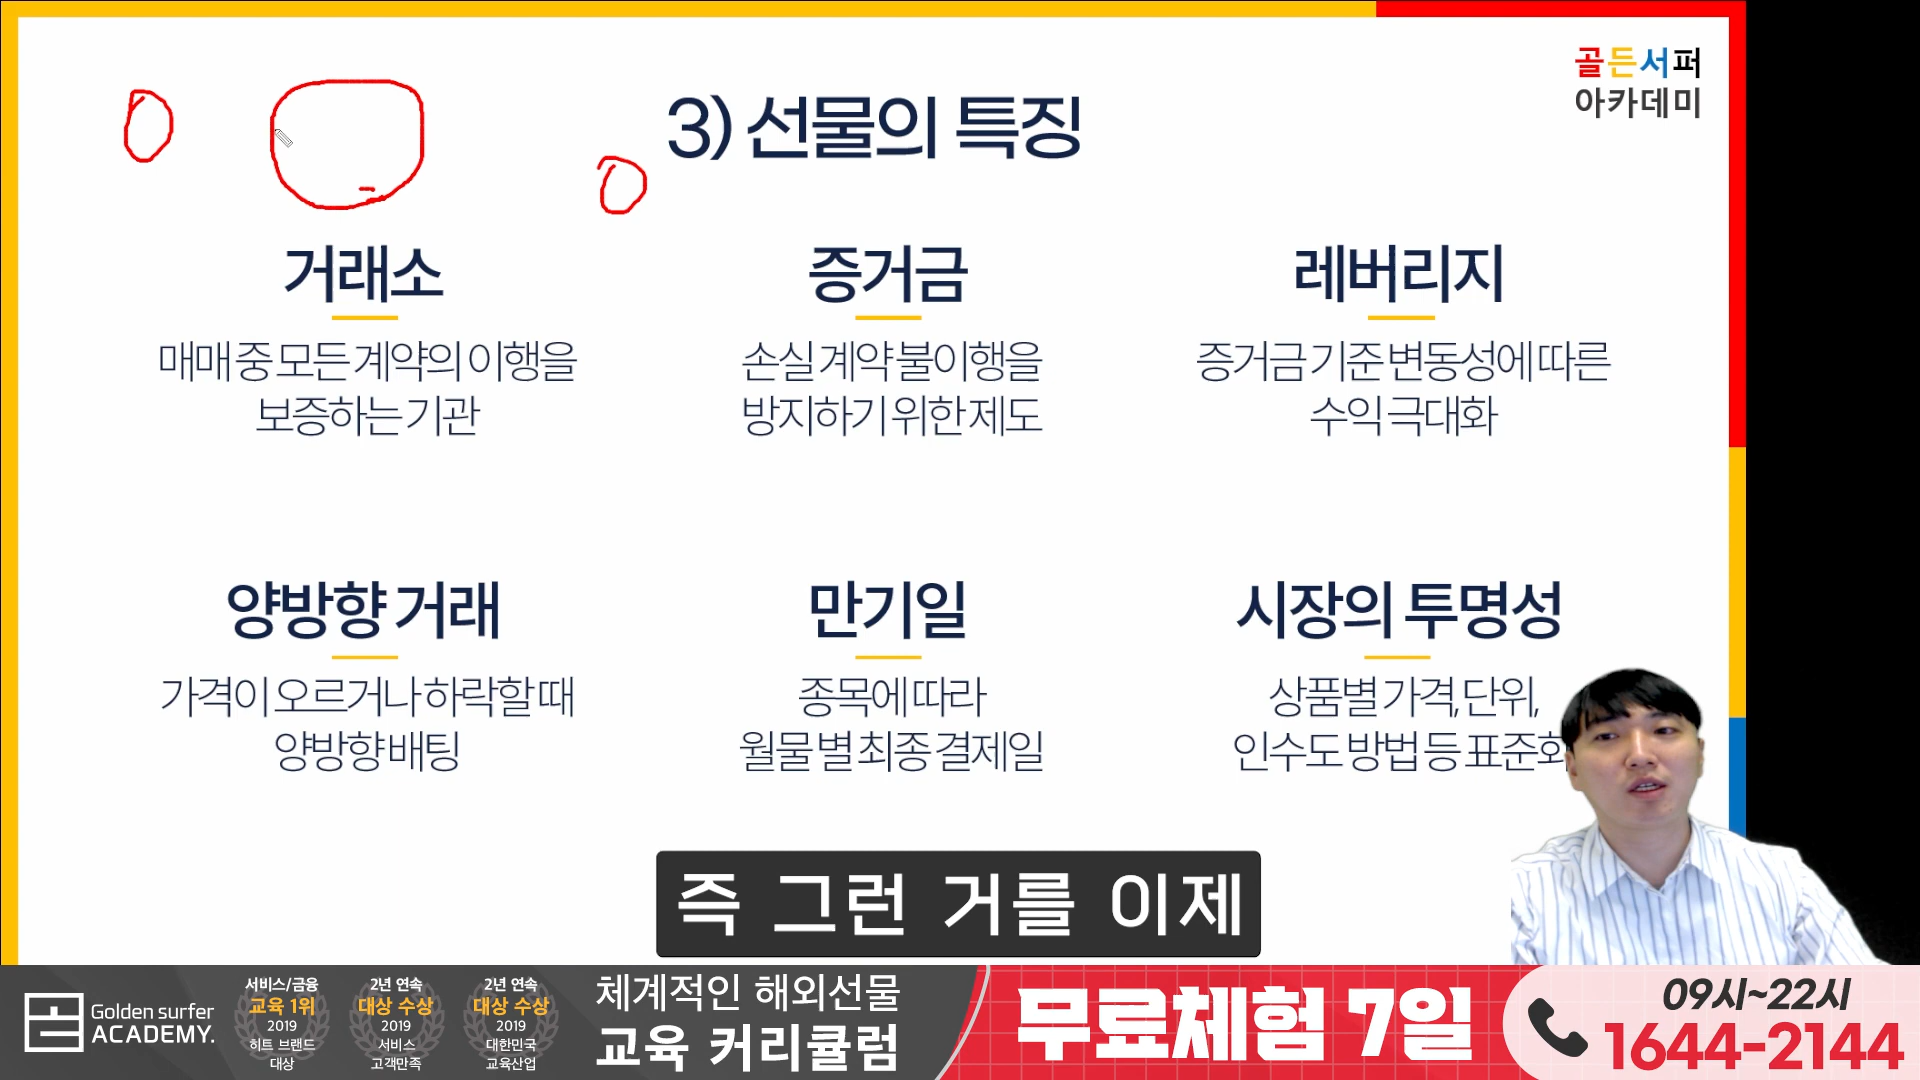 골든서퍼
아카데미
3) 선물의 특징
거래소
매매 중 모든 계약의 이행을
보증하는 기관
증거금
손실 계약 불이행을
방지하기 위한 제도
레버리지
증거금 기준 변동성에 따른
수익 극대화
양방향 거래
가격이 오르거나 하락할 때
양방향 배팅
만기일
종목에 따라
월물 별 최종 결제일
시장의 투명성
상품별 가격, 단위,
인수도 방법 등 표준화
즉 그런 거를 이제
Golden surfer
ACADEMY.
서비스/금융
교육 1위
2019
히트 브랜드
대상
2년 연속
대상 수상
2019
서비스
고객만족
2년 연속
대상 수상
2019
대한민국
교육산업
체계적인 해외선물
교육 커리큘럼
무료체험 7일
09시~22시
1644-2144